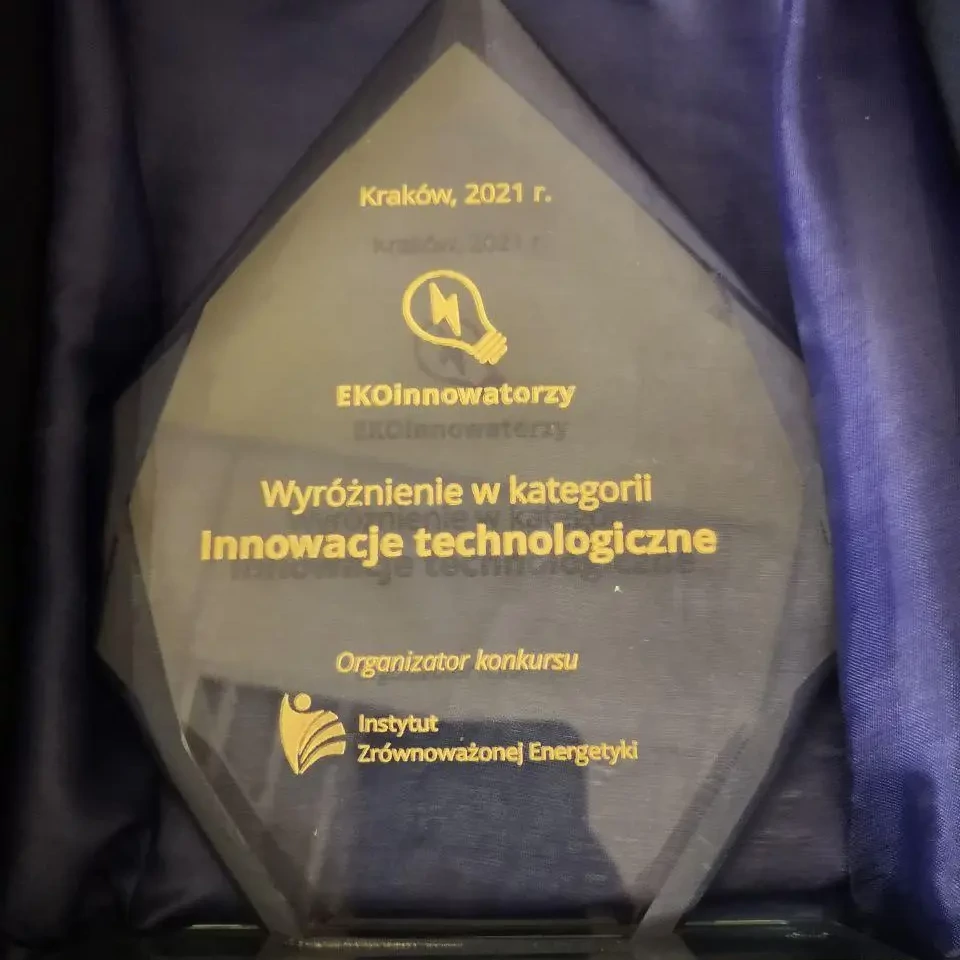 Kraków, 2021 r.
EKOinnowatorzy
Wyróżnienie w kategorii
Innowacje technologiczne
Organizator konkursu
Instytut
Zrównoważonej Energetyki